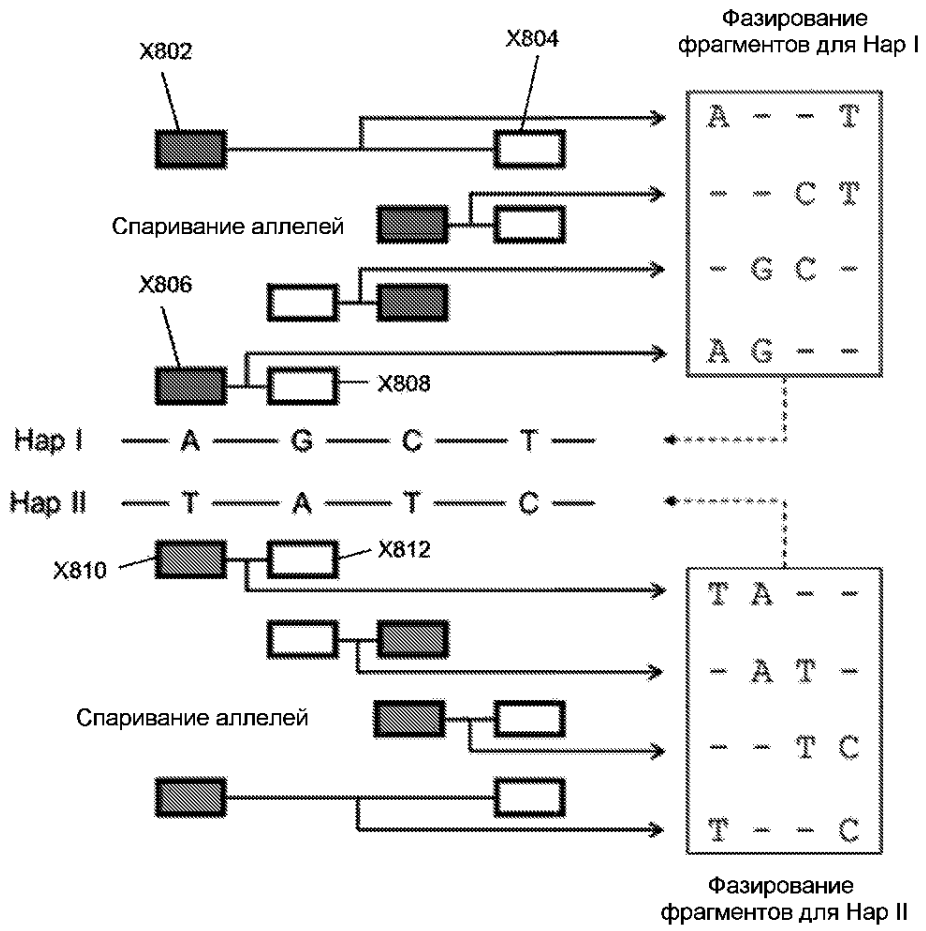 Фазирование
фрагментов для Hap I
X802
X804
A - - T
- - C T
Спаривание аллелей
- G C -
X806
A G - -
X808
Hap I — A — G — C — T —
Hap II — T — A — T — C —
X810
X812
T A - -
- A T -
Спаривание аллелей
- - T C
T - - C
Фазирование
фрагментов для Hap II